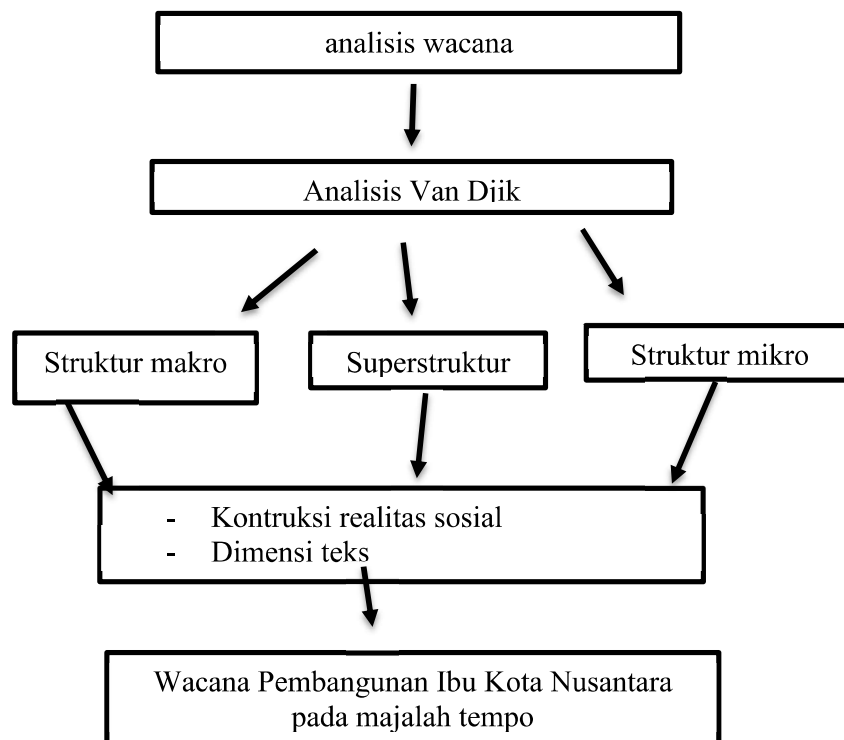 analisis wacana
Analisis Van Djik
Struktur makro
Superstruktur
Struktur mikro
- Kontruksi realitas sosial
- Dimensi teks
Wacana Pembangunan Ibu Kota Nusantara
pada majalah tempo